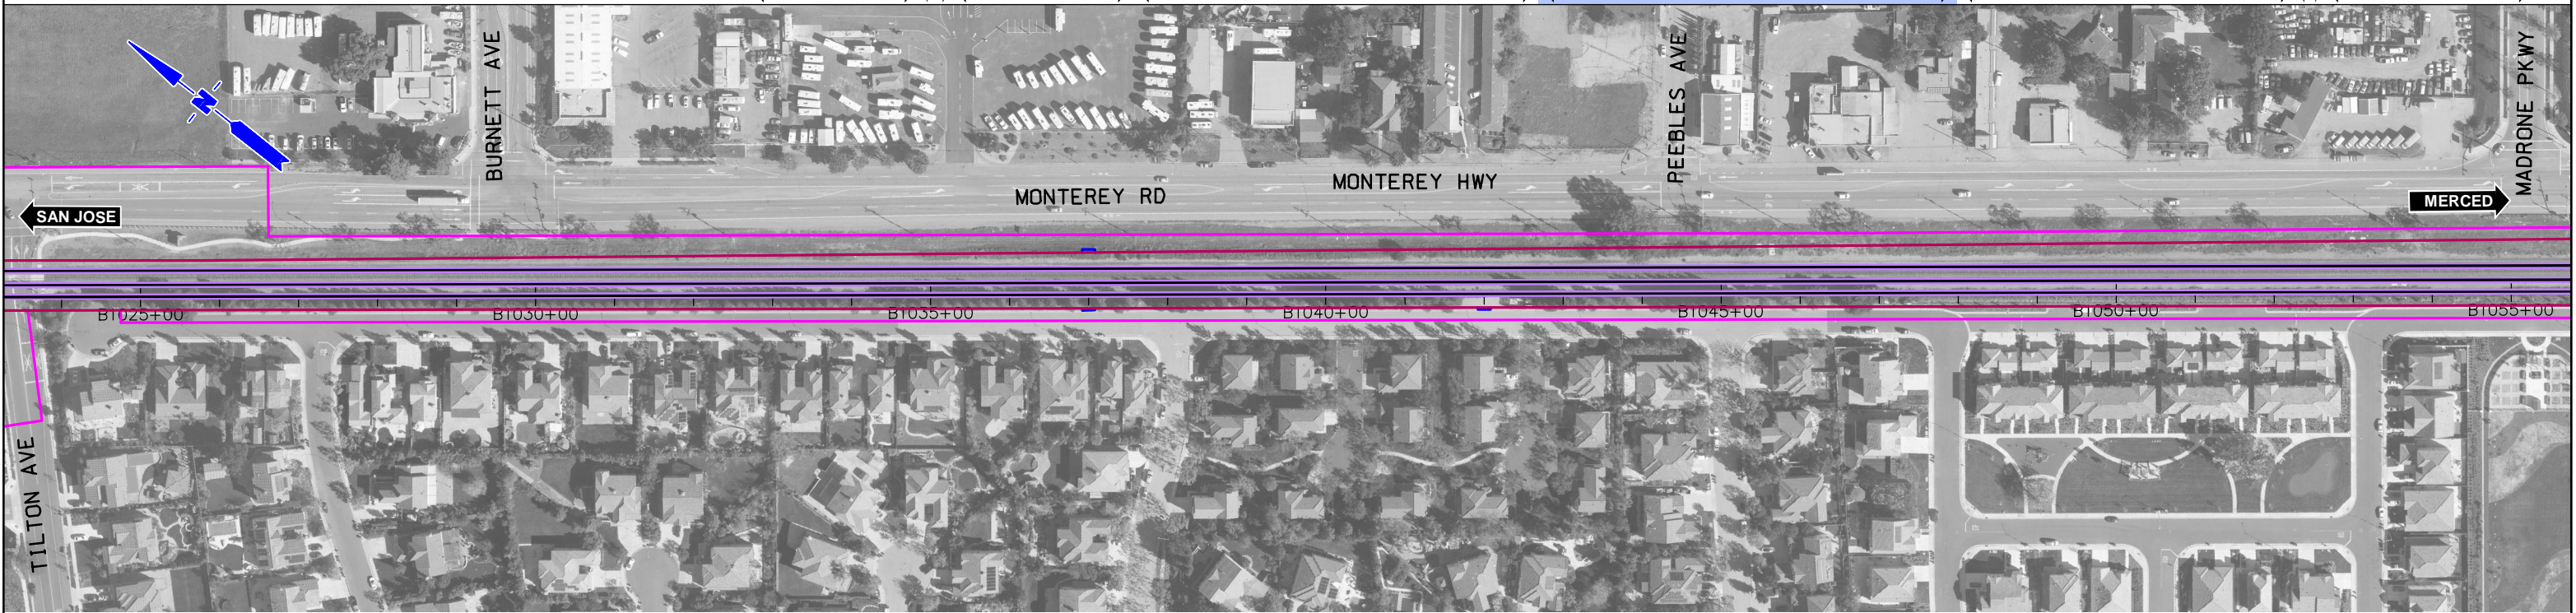 N
BURNETT AVE
PEEBLES AVE
MADRONE PKWY
MONTEREY HWY
MONTEREY RD
SAN JOSE
MERCED
B1025+00
B1030+00
B1035+00
B1040+00
B1045+00
B1050+00
B1055+00
TILTON AVE